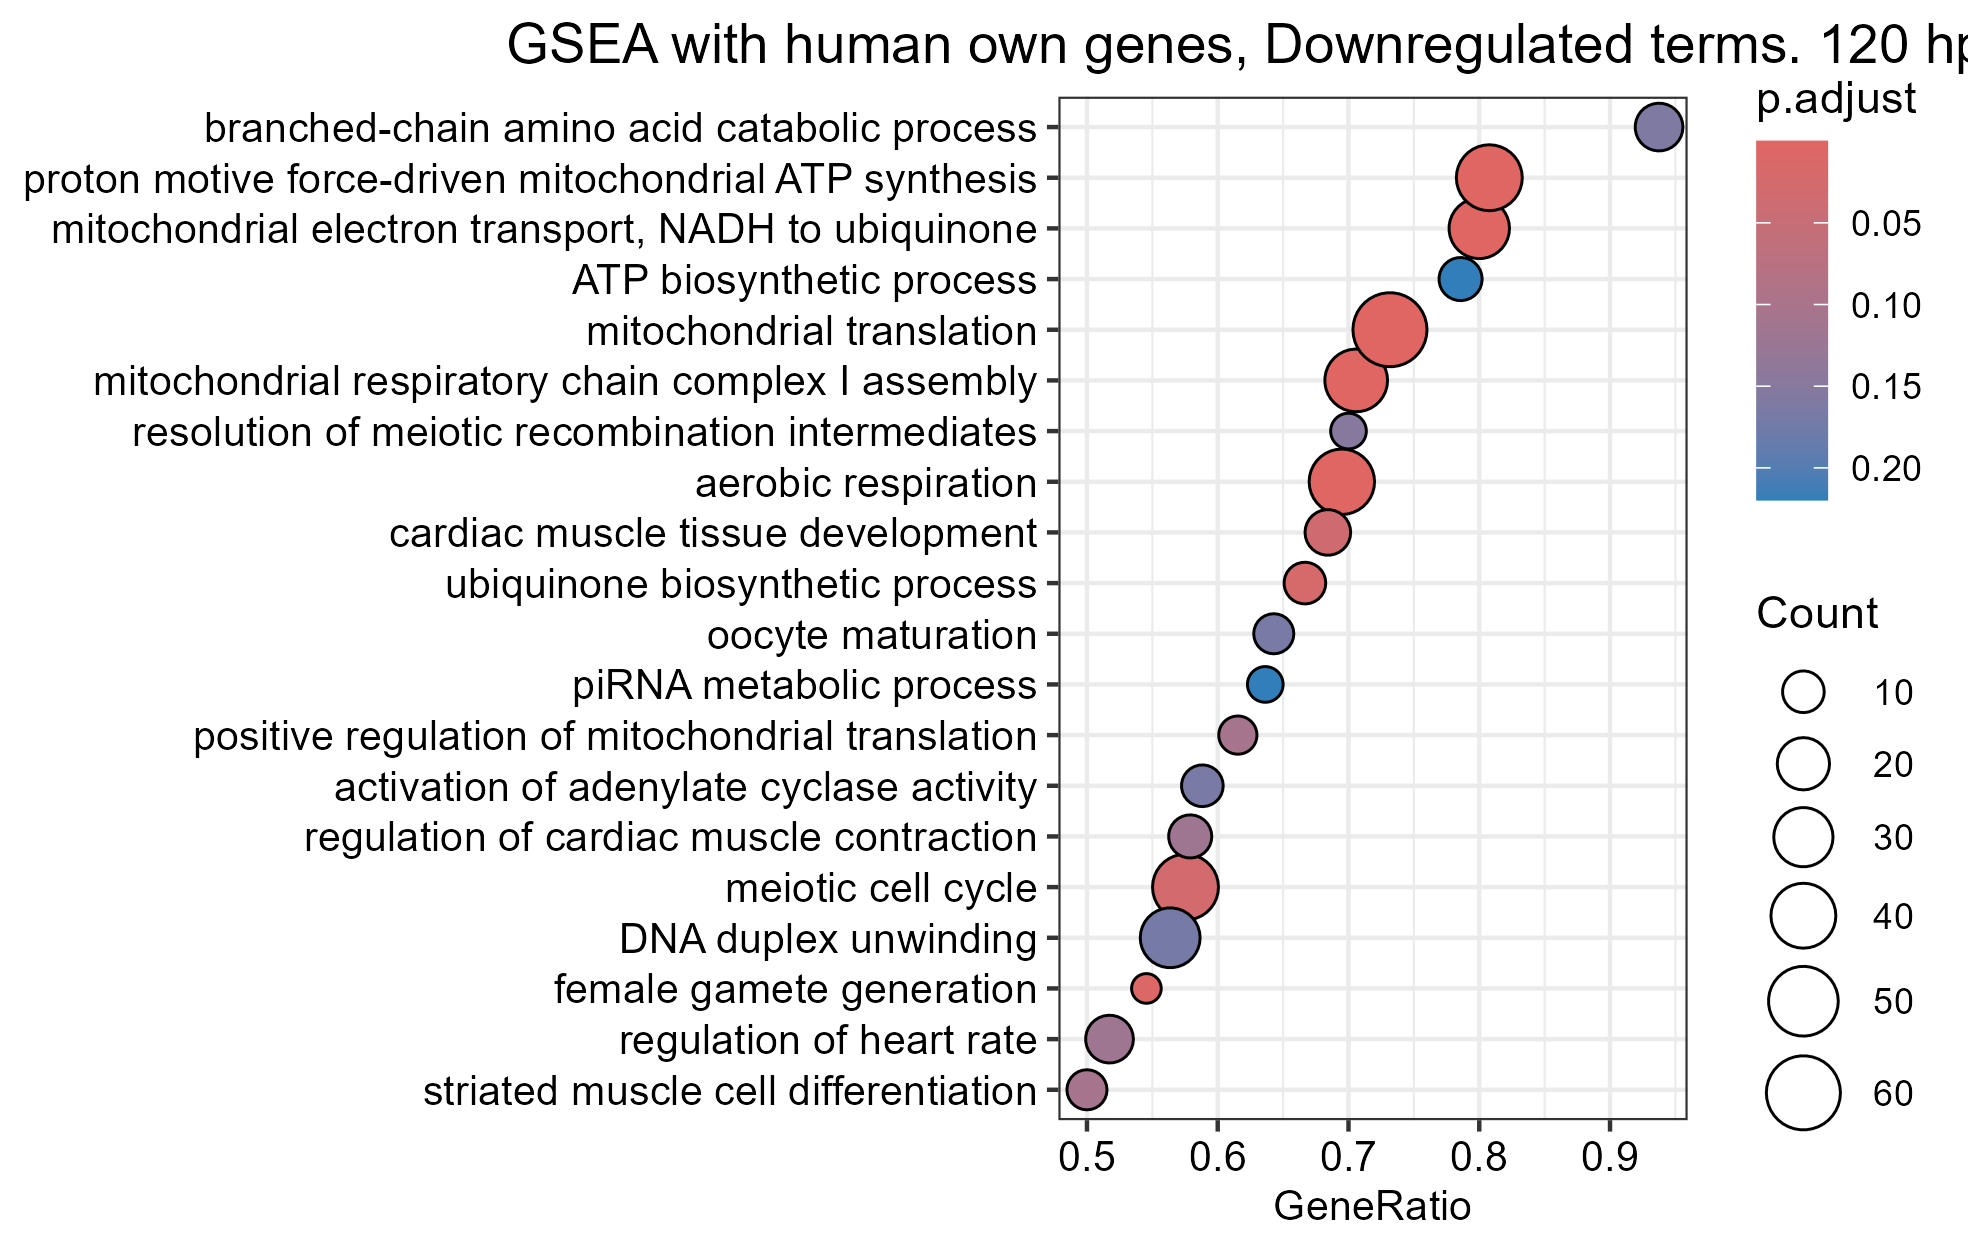 GSEA with human own genes, Downregulated terms. 120 hp
branched-chain amino acid catabolic process
proton motive force-driven mitochondrial ATP synthesis
mitochondrial electron transport, NADH to ubiquinone
ATP biosynthetic process
mitochondrial translation
mitochondrial respiratory chain complex I assembly
resolution of meiotic recombination intermediates
aerobic respiration
cardiac muscle tissue development
ubiquinone biosynthetic process
oocyte maturation
piRNA metabolic process
positive regulation of mitochondrial translation
activation of adenylate cyclase activity
regulation of cardiac muscle contraction
meiotic cell cycle
DNA duplex unwinding
female gamete generation
regulation of heart rate
striated muscle cell differentiation
0.5 0.6 0.7 0.8 0.9
GeneRatio
p.adjust
0.05
0.10
0.15
0.20
Count
10
20
30
40
50
60